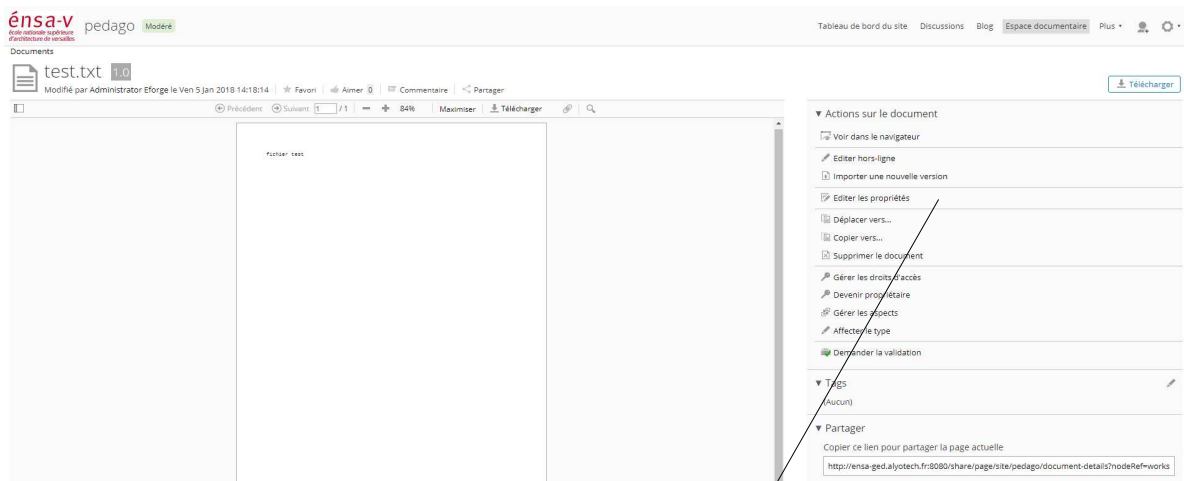 énsa-v
école nationale supérieure
d'architecture de versailles
pedago Modéré
Tableau de bord du site Discussions Blog Espace documentaire Plus
Documents
test.txt 1.0
Modifié par Administrator Eforge le Ven 5 Jan 2018 14:18:14 Favori Aimer 0 Commentaire Partager
Télécharger
Précédent Suivant 1 / 1 84% Maximiser Télécharger
Fichier test
Actions sur le document
Voir dans le navigateur
Editer hors-ligne
Importer une nouvelle version
Editer les propriétés
Déplacer vers...
Copier vers...
Supprimer le document
Gérer les droits d'accès
Devenir propriétaire
Gérer les aspects
Affecter le type
Demander la validation
Tags
(Aucun)
Partager
Copier ce lien pour partager la page actuelle
http://ensa-ged.alyotech.fr:8080/share/page/site/pedago/document-details?nodeRef=works